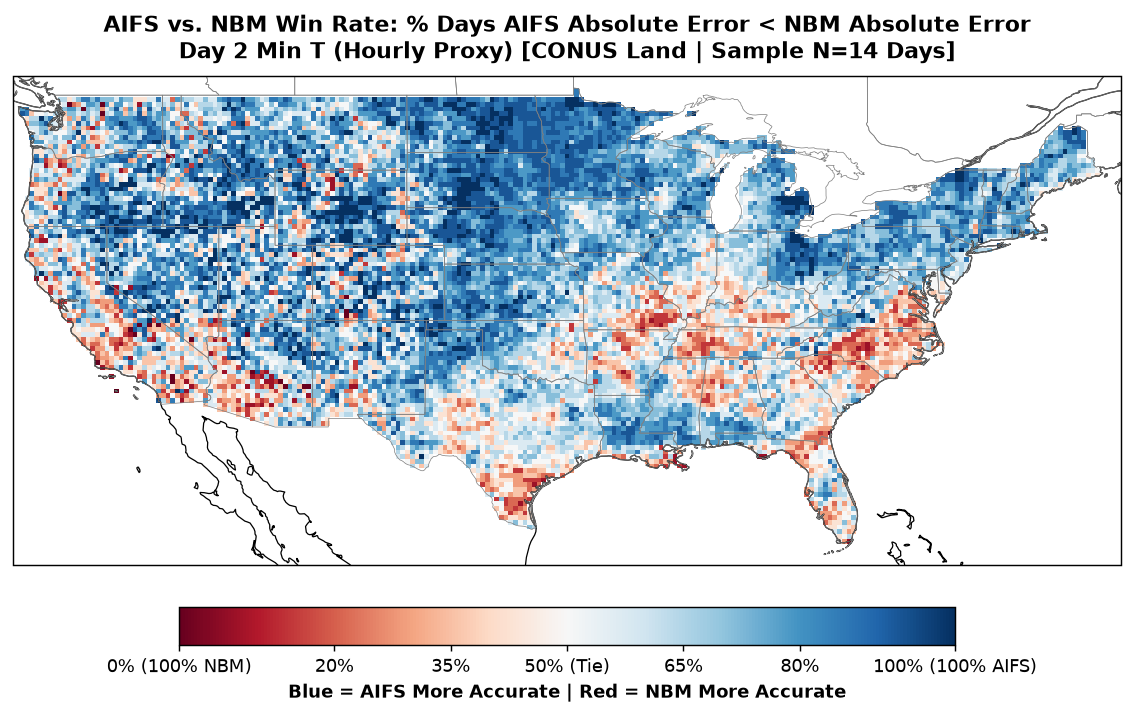 AIFS vs. NBM Win Rate: % Days AIFS Absolute Error < NBM Absolute Error
Day 2 Min T (Hourly Proxy) [CONUS Land | Sample N=14 Days]
0% (100% NBM) 20% 35% 50% (Tie) 65% 80% 100% (100% AIFS)
Blue = AIFS More Accurate | Red = NBM More Accurate